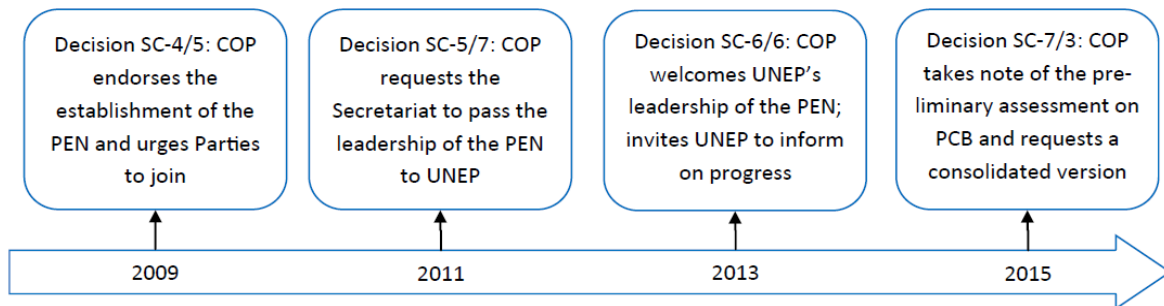 Decision SC-4/5: COP
endorses the
establishment of the
PEN and urges Parties
to join
Decision SC-5/7: COP
requests the
Secretariat to pass the
leadership of the PEN
to UNEP
Decision SC-6/6: COP
welcomes UNEP’s
leadership of the PEN;
invites UNEP to inform
on progress
Decision SC-7/3: COP
takes note of the pre-
liminary assessment on
PCB and requests a
consolidated version
2009
2011
2013
2015